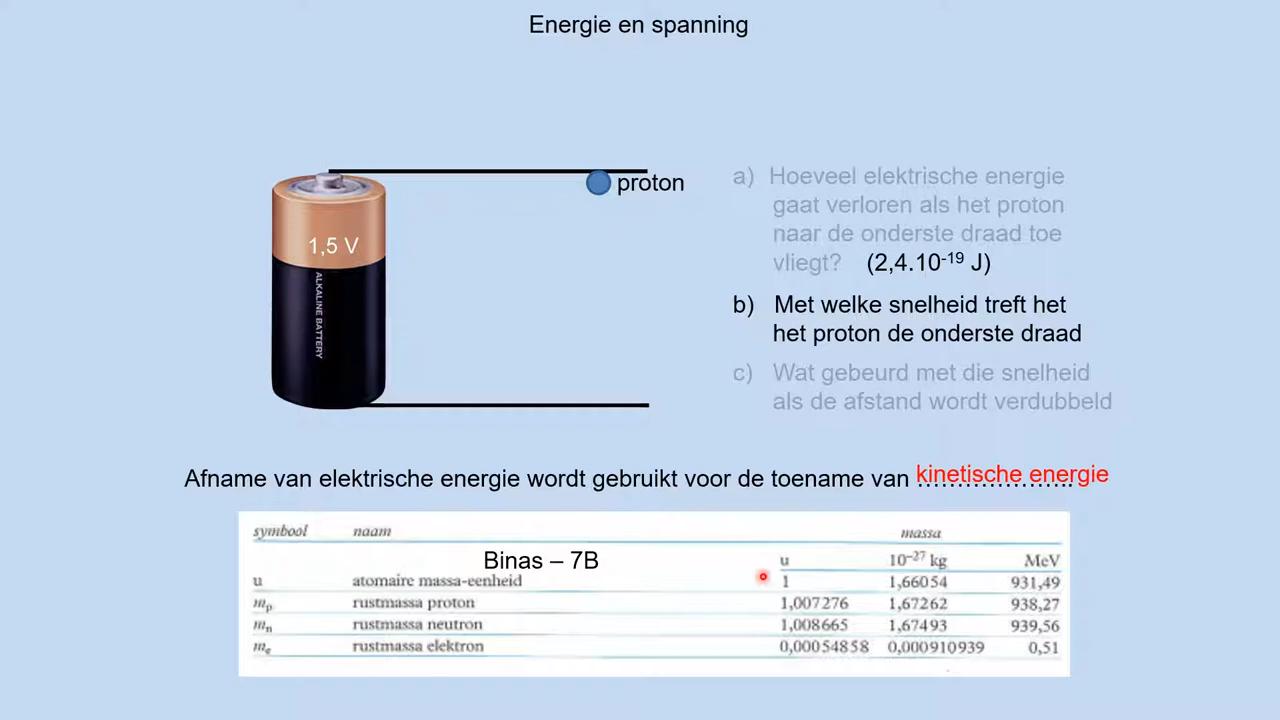 Energie en spanning
proton
1,5 V
ALKALINE BATTERY
a) Hoeveel elektrische energie
gaat verloren als het proton
naar de onderste draad toe
vliegt? (2,4.10⁻¹⁹ J)
b) Met welke snelheid treft het
het proton de onderste draad
c) Wat gebeurd met die snelheid
als de afstand wordt verdubbeld
Afname van elektrische energie wordt gebruikt voor de toename van kinetische energie
symbool naam massa
Binas – 7B u 10⁻²⁷ kg MeV
u atomaire massa-eenheid 1 1,66054 931,49
mₚ rustmassa proton 1,007276 1,67262 938,27
mₙ rustmassa neutron 1,008665 1,67493 939,56
mₑ rustmassa elektron 0,00054858 0,000910939 0,51